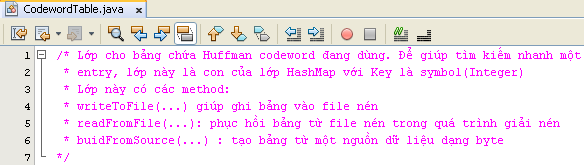 CodewordTable.java
1 /* Lớp cho bảng chứa Huffman codeword đang dùng. Để giúp tìm kiếm nhanh một
2 * entry, lớp này là con của lớp HashMap với Key là symbol(Integer)
3 * Lớp này có các method:
4 * writeToFile(...) giúp ghi bảng vào file nén
5 * readFromFile(...): phục hồi bảng từ file nén trong quá trình giải nén
6 * buidFromSource(...) : tạo bảng từ một nguồn dữ liệu dạng byte
7 */